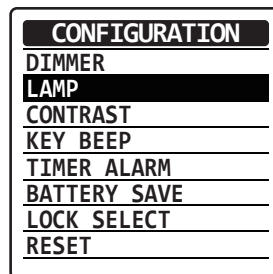 CONFIGURATION
DIMMER
LAMP
CONTRAST
KEY BEEP
TIMER ALARM
BATTERY SAVE
LOCK SELECT
RESET